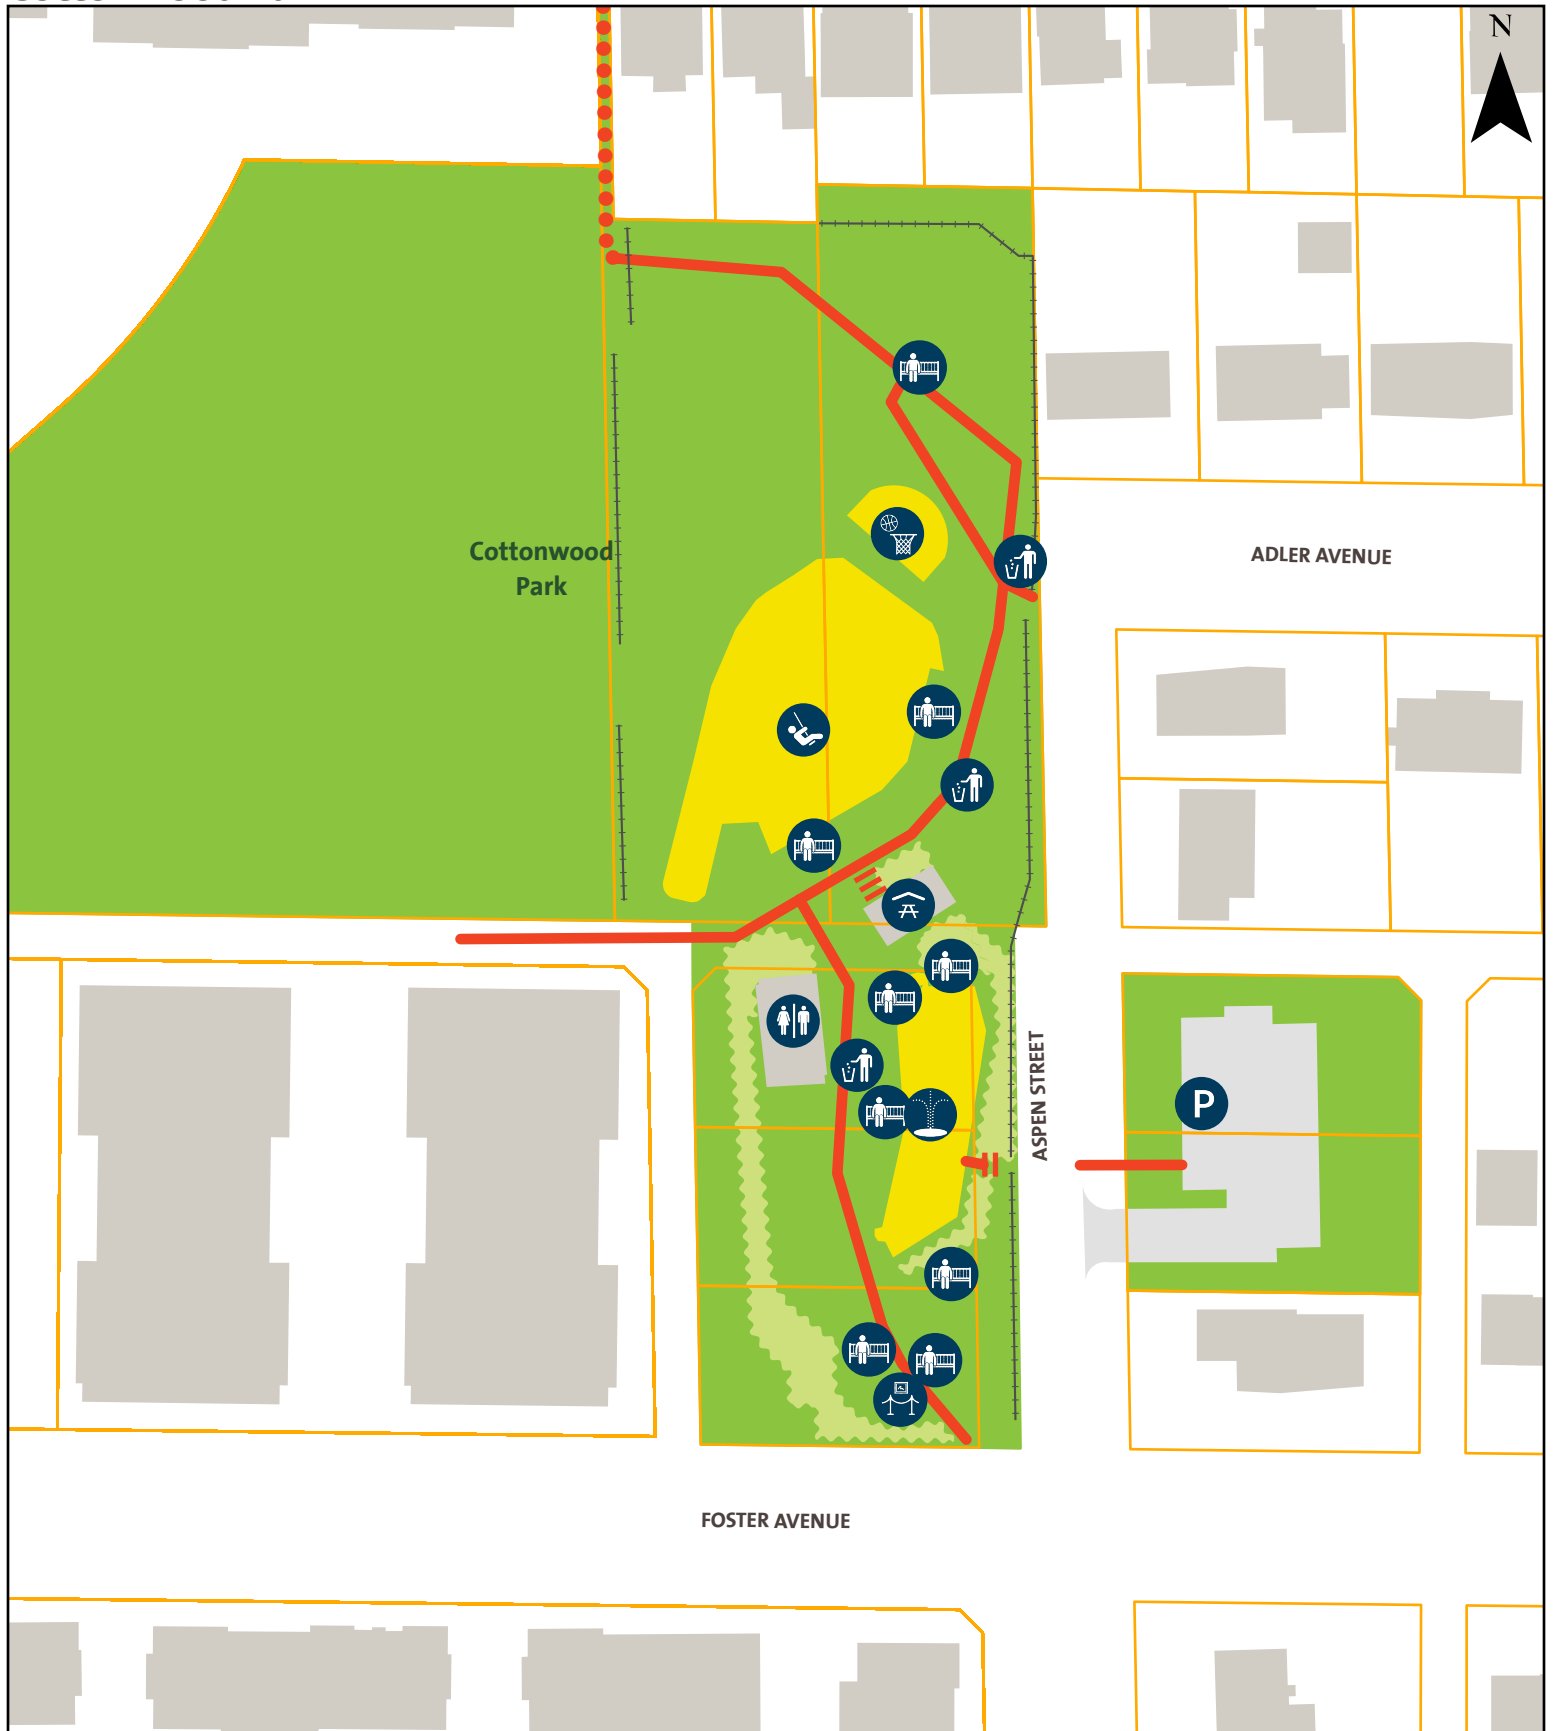 N
Cottonwood
Park
ADLER AVENUE
ASPEN STREET
P
FOSTER AVENUE